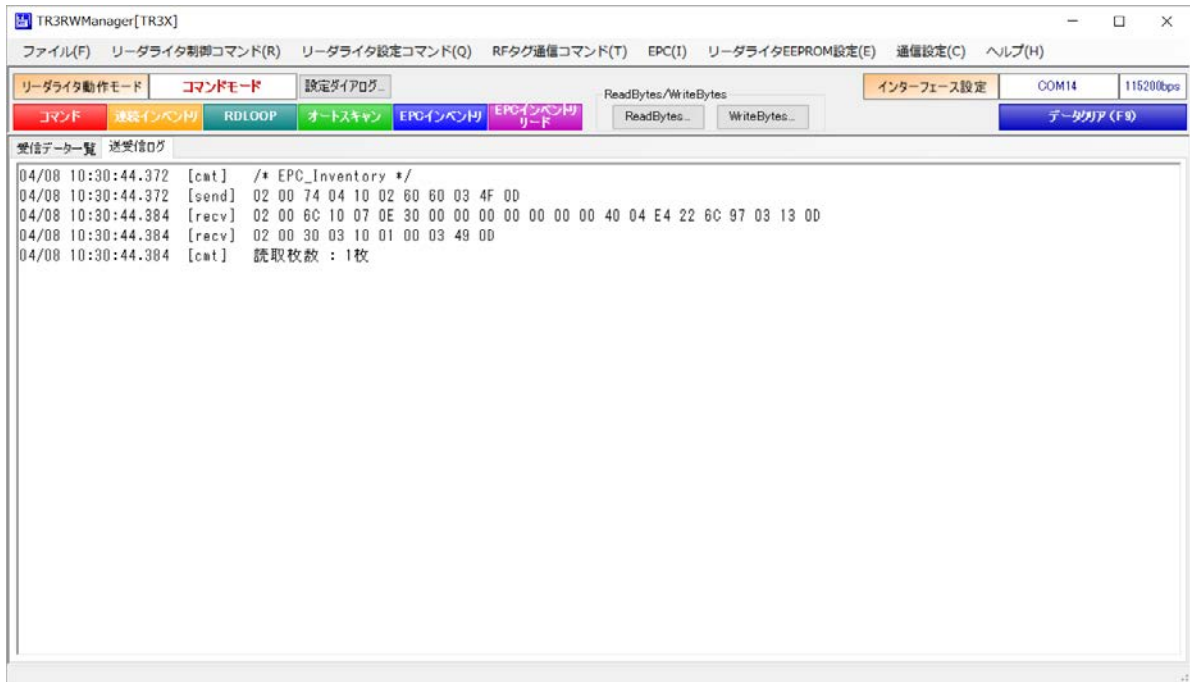 TR3RWManager[TR3X]
ファイル(F) リーダライタ制御コマンド(R) リーダライタ設定コマンド(Q) RFタグ通信コマンド(T) EPC(I) リーダライタEEPROM設定(E) 通信設定(C) ヘルプ(H)
リーダライタ動作モード コマンドモード 設定ダイアログ... ReadBytes/WriteBytes インターフェース設定 COM14 115200bps
コマンド 連続インベントリ RDLOOP オートスキャン EPCインベントリ EPCインベントリリード ReadBytes... WriteBytes... データクリア(F9)
受信データ一覧 送受信ログ
04/08 10:30:44.372 [cmt] /* EPC_Inventory */
04/08 10:30:44.372 [send] 02 00 74 04 10 02 60 60 03 4F 0D
04/08 10:30:44.384 [recv] 02 00 6C 10 07 0E 30 00 00 00 00 00 00 00 40 04 E4 22 6C 97 03 13 0D
04/08 10:30:44.384 [recv] 02 00 30 03 10 01 00 03 49 0D
04/08 10:30:44.384 [cmt] 読取枚数 : 1枚